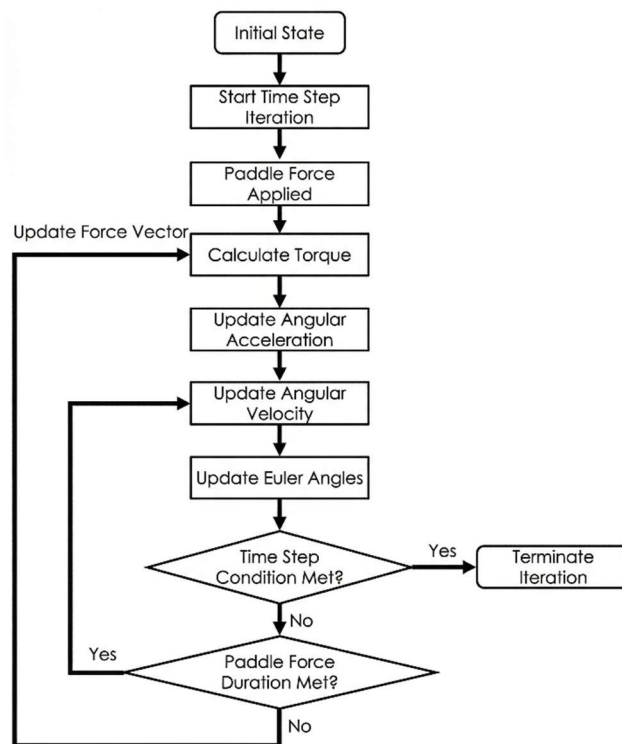 Initial State
Start Time Step
Iteration
Paddle Force
Applied
Update Force Vector
Calculate Torque
Update Angular
Acceleration
Update Angular
Velocity
Update Euler Angles
Time Step
Condition Met?
Yes
Terminate
Iteration
No
Yes
Paddle Force
Duration Met?
No